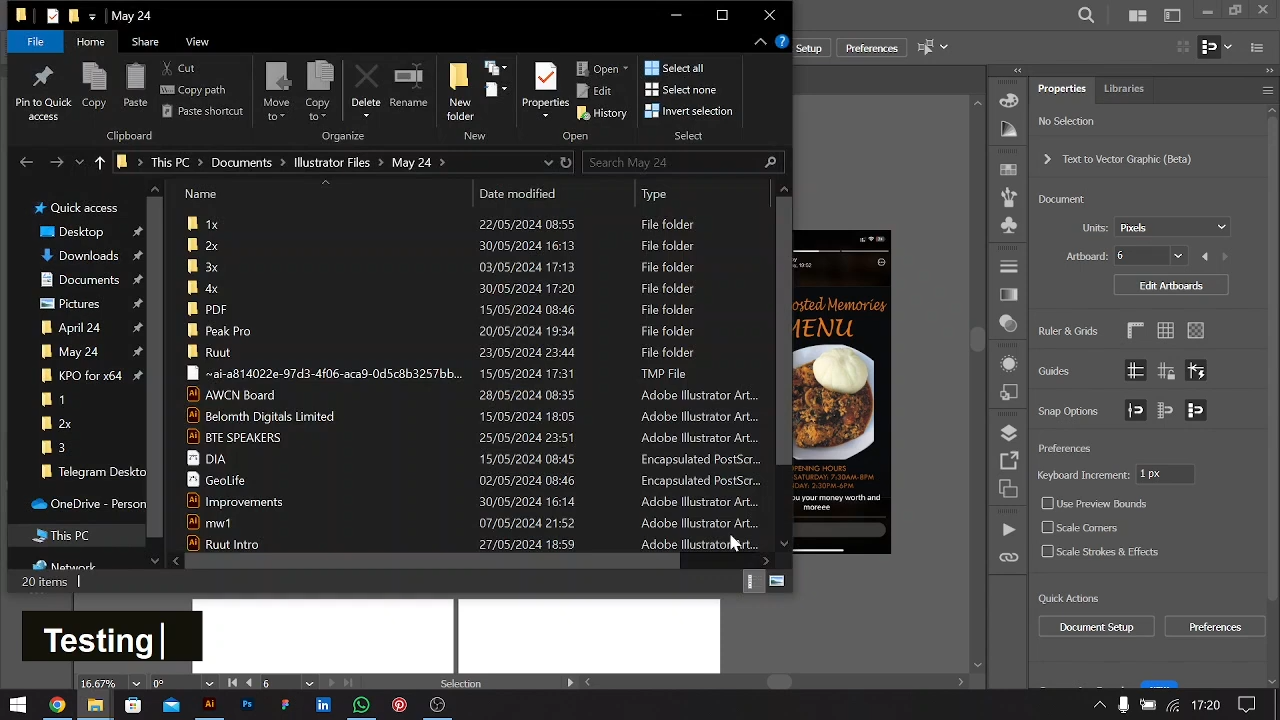 May 24
File
Home
Share
View
Pin to Quick access
Copy
Paste
Cut
Copy path
Paste shortcut
Move to
Copy to
Delete
Rename
New folder
Properties
Open
Edit
History
Select all
Select none
Invert selection
Clipboard
Organize
New
Open
Select
This PC
Documents
Illustrator Files
May 24
Search May 24
Name
Date modified
Type
Quick access
Desktop
Downloads
Documents
Pictures
April 24
May 24
KPO for x64
1
2x
3
Telegram Deskto
OneDrive - Person
This PC
Network
1x 22/05/2024 08:55 File folder
2x 30/05/2024 16:13 File folder
3x 03/05/2024 17:13 File folder
4x 30/05/2024 17:20 File folder
PDF 15/05/2024 08:46 File folder
Peak Pro 20/05/2024 19:34 File folder
Ruut 23/05/2024 23:44 File folder
~ai-a814022e-97d3-4f06-aca9-0d5c8b3257bb... 15/05/2024 17:31 TMP File
AWCN Board 28/05/2024 08:35 Adobe Illustrator Art...
Belomth Digitals Limited 15/05/2024 18:05 Adobe Illustrator Art...
BTE SPEAKERS 25/05/2024 23:51 Adobe Illustrator Art...
DIA 15/05/2024 08:45 Encapsulated PostScr...
GoLife 02/05/2024 08:46 Encapsulated PostScr...
Improvements 30/05/2024 16:14 Adobe Illustrator Art...
mw1 07/05/2024 21:52 Adobe Illustrator Art...
Ruut Intro 27/05/2024 18:59 Adobe Illustrator Art...
20 items
Testing
16.67%
0°
6
Selection
Setup
Preferences
osted Memories
MENU
PENING HOURS
SATURDAY: 7:30AM-8PM
Y: 2:30PM-6PM
you your money worth and
moreee
Properties
Libraries
No Selection
Text to Vector Graphic (Beta)
Document
Units: Pixels
Artboard: 6
Edit Artboards
Ruler & Grids
Guides
Snap Options
Preferences
Keyboard Increment: 1 px
Use Preview Bounds
Scale Corners
Scale Strokes & Effects
Quick Actions
Document Setup
Preferences
17:20